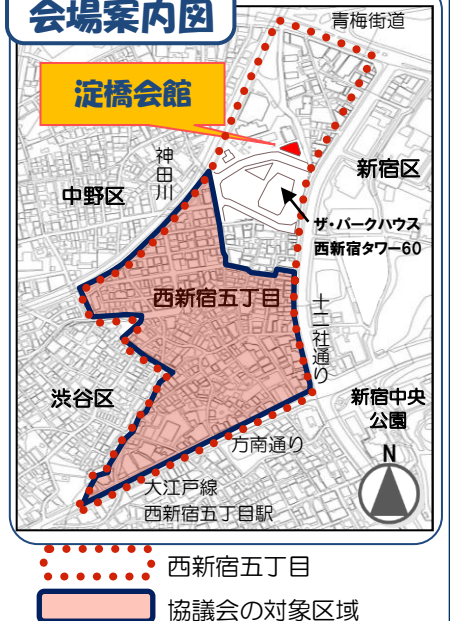 会場案内図
青梅街道
淀橋会館
神田川
新宿区
中野区
ザ・パークハウス
西新宿タワー60
西新宿五丁目
十二社通り
渋谷区
新宿中央
公園
方南通り
N
大江戸線
西新宿五丁目駅
西新宿五丁目
協議会の対象区域